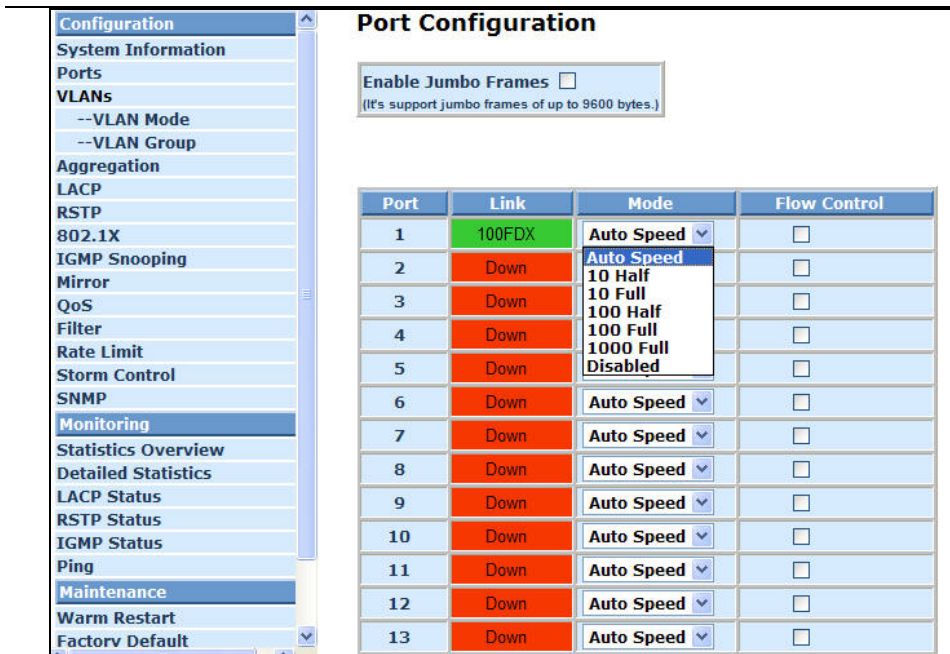 Configuration
System Information
Ports
VLANs
--VLAN Mode
--VLAN Group
Aggregation
LACP
RSTP
802.1X
IGMP Snooping
Mirror
QoS
Filter
Rate Limit
Storm Control
SNMP
Monitoring
Statistics Overview
Detailed Statistics
LACP Status
RSTP Status
IGMP Status
Ping
Maintenance
Warm Restart
Factory Default
Port Configuration
Enable Jumbo Frames
(It's support jumbo frames of up to 9600 bytes.)
Port Link Mode Flow Control
1 100FDX Auto Speed
Auto Speed
10 Half
10 Full
100 Half
100 Full
1000 Full
Disabled
2 Down
3 Down
4 Down
5 Down
6 Down Auto Speed
7 Down Auto Speed
8 Down Auto Speed
9 Down Auto Speed
10 Down Auto Speed
11 Down Auto Speed
12 Down Auto Speed
13 Down Auto Speed